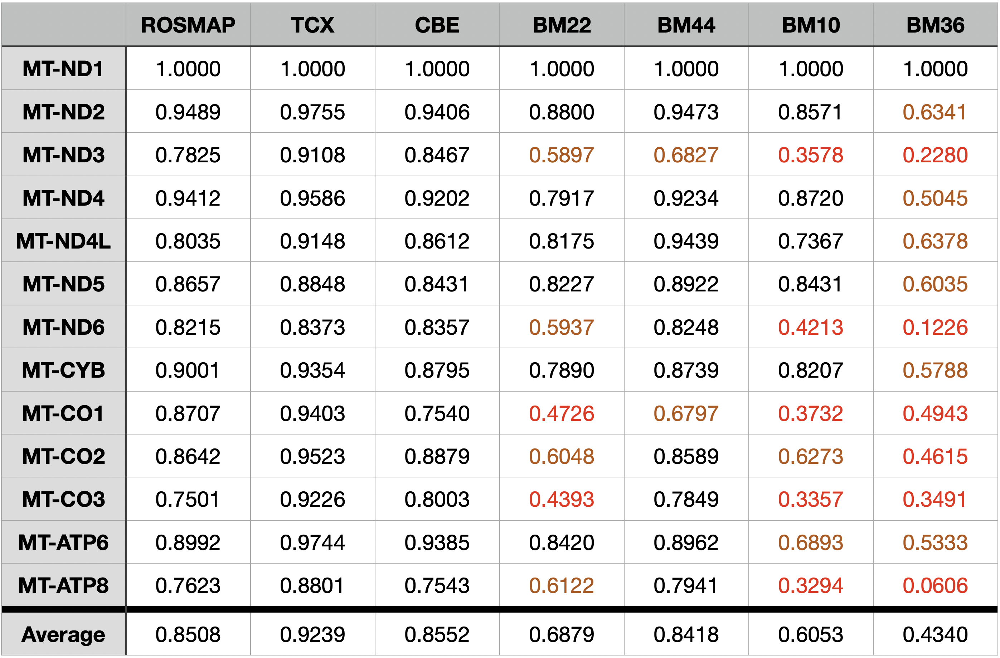 ROSMAP TCX CBE BM22 BM44 BM10 BM36
MT-ND1 1.0000 1.0000 1.0000 1.0000 1.0000 1.0000 1.0000
MT-ND2 0.9489 0.9755 0.9406 0.8800 0.9473 0.8571 0.6341
MT-ND3 0.7825 0.9108 0.8467 0.5897 0.6827 0.3578 0.2280
MT-ND4 0.9412 0.9586 0.9202 0.7917 0.9234 0.8720 0.5045
MT-ND4L 0.8035 0.9148 0.8612 0.8175 0.9439 0.7367 0.6378
MT-ND5 0.8657 0.8848 0.8431 0.8227 0.8922 0.8431 0.6035
MT-ND6 0.8215 0.8373 0.8357 0.5937 0.8248 0.4213 0.1226
MT-CYB 0.9001 0.9354 0.8795 0.7890 0.8739 0.8207 0.5788
MT-CO1 0.8707 0.9403 0.7540 0.4726 0.6797 0.3732 0.4943
MT-CO2 0.8642 0.9523 0.8879 0.6048 0.8589 0.6273 0.4615
MT-CO3 0.7501 0.9226 0.8003 0.4393 0.7849 0.3357 0.3491
MT-ATP6 0.8992 0.9744 0.9385 0.8420 0.8962 0.6893 0.5333
MT-ATP8 0.7623 0.8801 0.7543 0.6122 0.7941 0.3294 0.0606
Average 0.8508 0.9239 0.8552 0.6879 0.8418 0.6053 0.4340